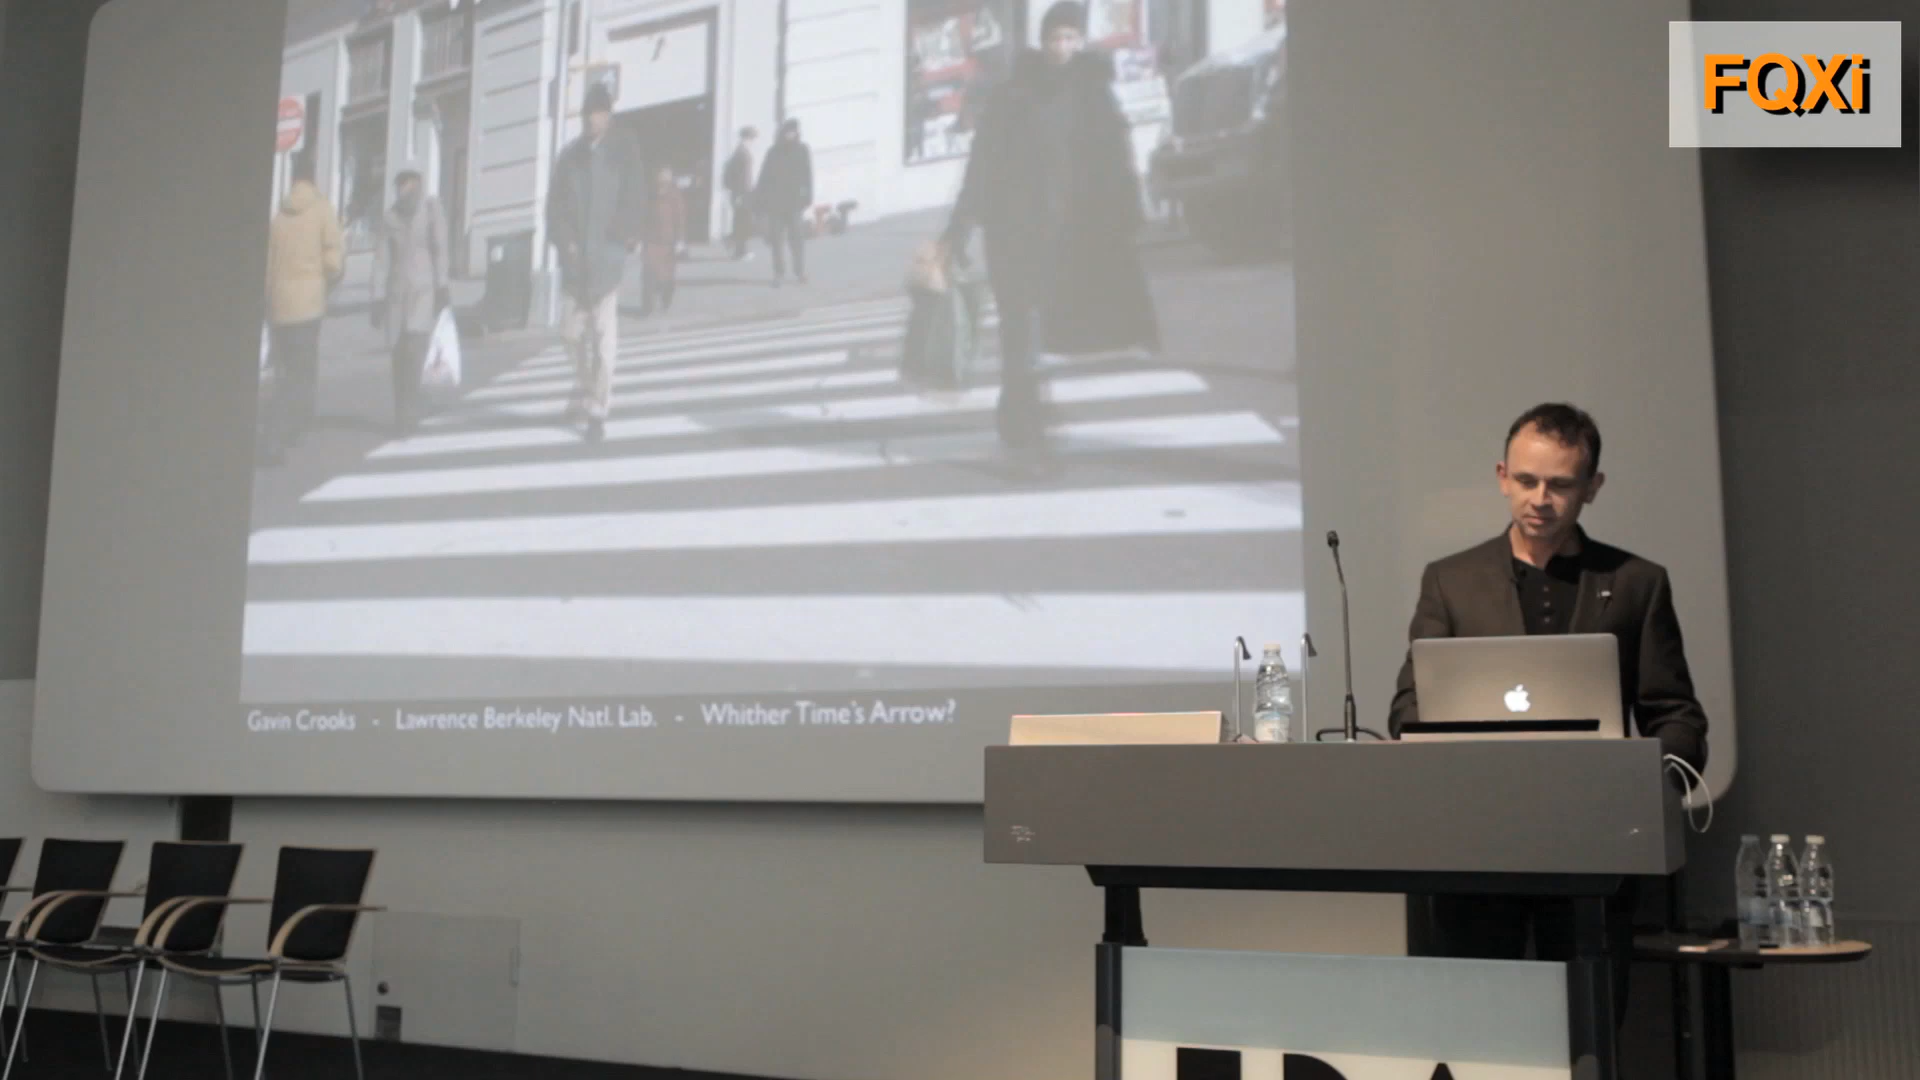 FQXi
Gavin Crooks - Lawrence Berkeley Natl. Lab. - Whither Time's Arrow?